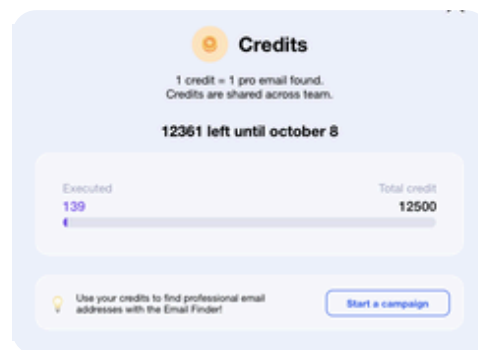 Credits
1 credit = 1 pro email found.
Credits are shared across team.
12361 left until october 8
Executed
Total credit
139
12500
Use your credits to find professional email
addresses with the Email Finder!
Start a campaign